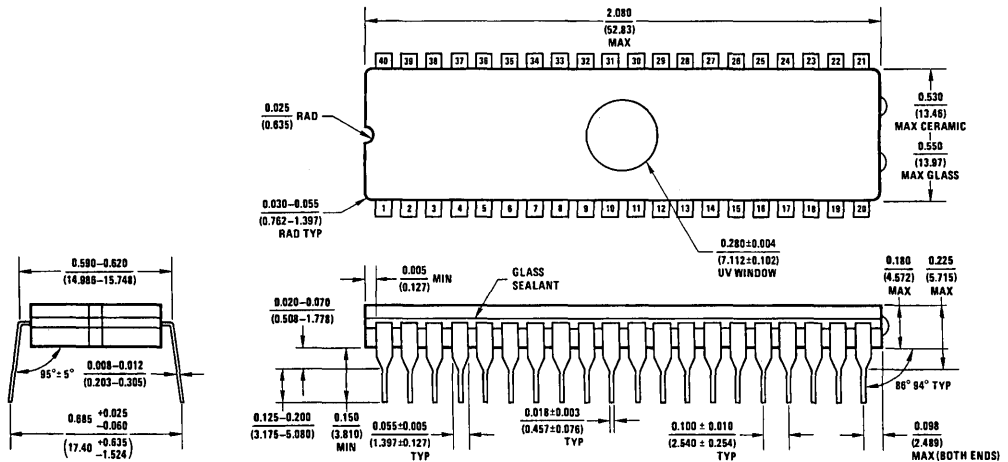 2.080
(52.83)
MAX
40 39 38 37 36 35 34 33 32 31 30 29 28 27 26 25 24 23 22 21
0.025
(0.635)
RAD
0.530
(13.46)
MAX CERAMIC
0.550
(13.97)
MAX GLASS
0.030–0.055
(0.762–1.397)
RAD TYP
1 2 3 4 5 6 7 8 9 10 11 12 13 14 15 16 17 18 19 20
0.280±0.004
(7.112±0.102)
UV WINDOW
0.590–0.620
(14.986–15.748)
0.005
(0.127)
MIN
GLASS
SEALANT
0.180
(4.572)
MAX
0.225
(5.715)
MAX
0.020–0.070
(0.508–1.778)
95° ± 5°
0.008–0.012
(0.203–0.305)
86° 94° TYP
0.685 +0.025
–0.060
(17.40 +0.635
–1.524)
0.125–0.200
(3.175–5.080)
0.150
(3.810)
MIN
0.055±0.005
(1.397±0.127)
TYP
0.018±0.003
(0.457±0.076)
TYP
0.100 ± 0.010
(2.540 ± 0.254)
TYP
0.098
(2.489)
MAX (BOTH ENDS)